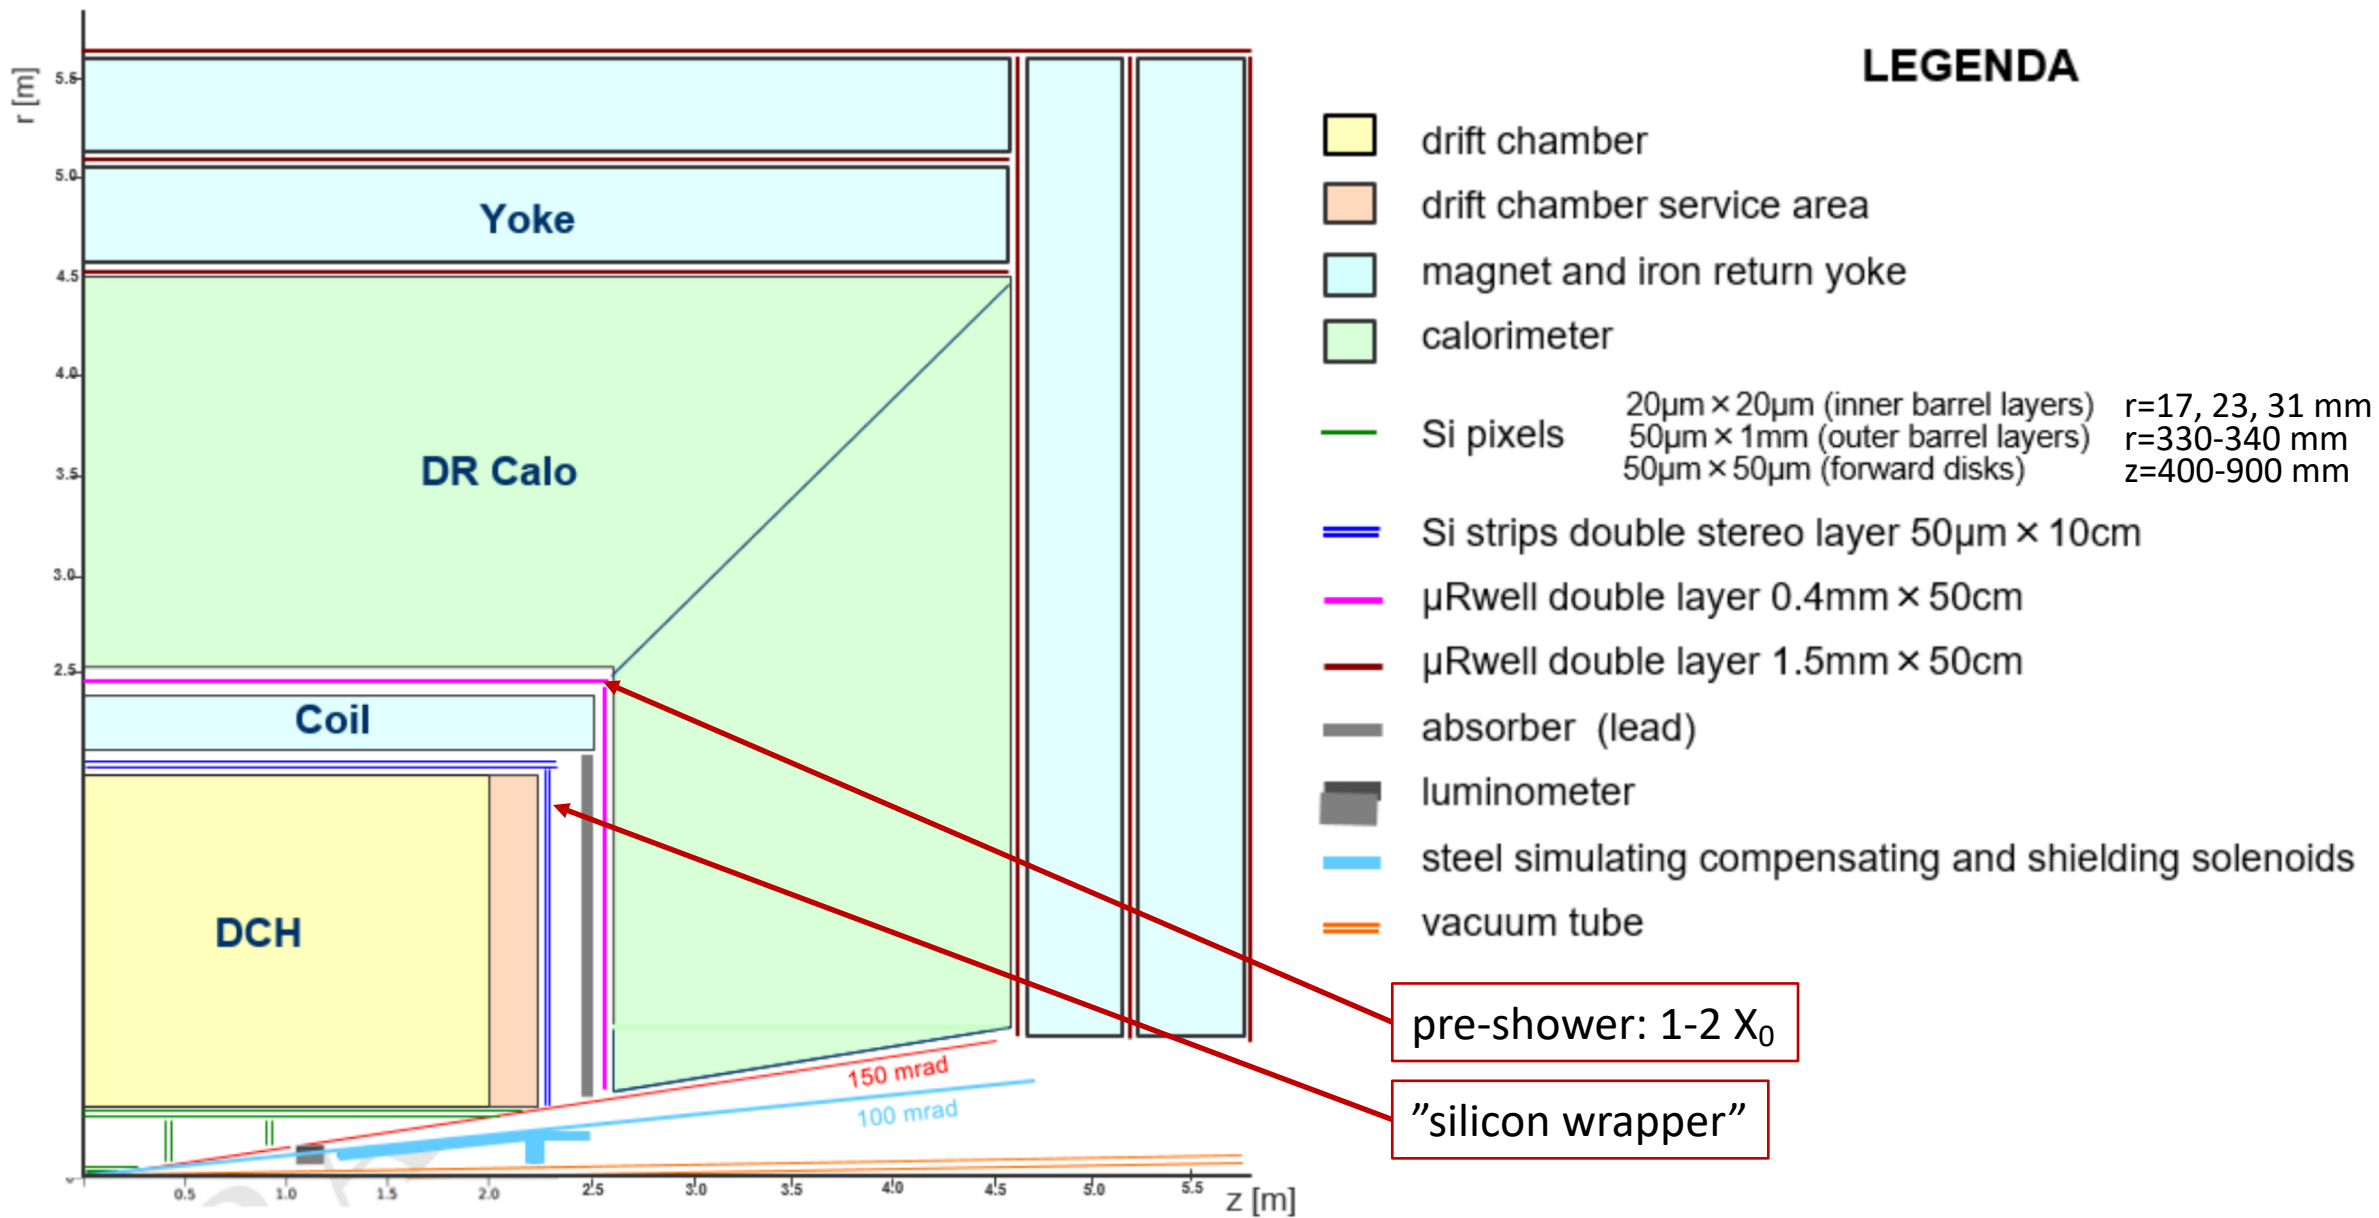 r [m]
5.5
5.0
4.5
4.0
3.5
3.0
2.5
Yoke
DR Calo
Coil
DCH
150 mrad
100 mrad
0.5
1.0
1.5
2.0
2.5
3.0
3.5
4.0
4.5
5.0
5.5
z [m]
LEGENDA
drift chamber
drift chamber service area
magnet and iron return yoke
calorimeter
Si pixels
20µm × 20µm (inner barrel layers) r=17, 23, 31 mm
50µm × 1mm (outer barrel layers) r=330-340 mm
50µm × 50µm (forward disks) z=400-900 mm
Si strips double stereo layer 50µm × 10cm
µRwell double layer 0.4mm × 50cm
µRwell double layer 1.5mm × 50cm
absorber (lead)
luminometer
steel simulating compensating and shielding solenoids
vacuum tube
pre-shower: 1-2 X₀
”silicon wrapper”